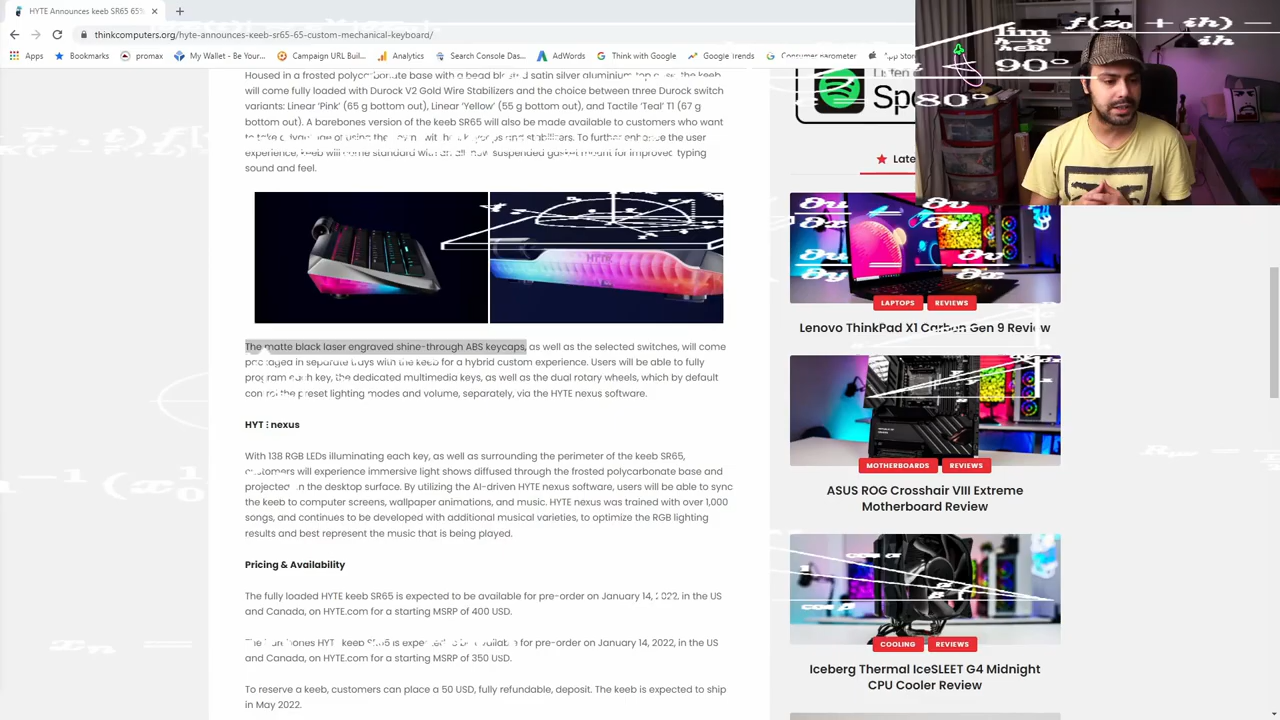 HYTE Announces keeb SR65 65%
thinkcomputers.org/hyte-announces-keeb-sr65-65-custom-mechanical-keyboard/
Apps
Bookmarks
promax
My Wallet - Be Your...
Analytics
Search Console Das...
AdWords
Think with Google
Google Trends
Consumer Barometer
App Stor
Housed in a frosted polycarbonate base with a bead blasted satin silver aluminium top case, the keeb
will come fully loaded with Durock V2 Gold Wire Stabilizers and the choice between three Durock switch
variants: Linear 'Pink' (65 g bottom out), Linear 'Yellow' (55 g bottom out), and Tactile 'Teal' T1 (67 g
bottom out). A barebones version of the keeb SR65 will also be made available to customers who want
to take advantage of using their own switches, keycaps and stabilizers. To further enhance the user
experience, keeb will come standard with an all-new suspended gasket mount for improved typing
sound and feel.
The matte black laser engraved shine-through ABS keycaps, as well as the selected switches, will come
packaged in separate trays with the keeb for a hybrid custom experience. Users will be able to fully
program each key, the dedicated multimedia keys, as well as the dual rotary wheels, which by default
control the preset lighting modes and volume, separately, via the HYTE nexus software.
HYTE nexus
With 138 RGB LEDs illuminating each key, as well as surrounding the perimeter of the keeb SR65,
customers will experience immersive light shows diffused through the frosted polycarbonate base and
projected on the desktop surface. By utilizing the AI-driven HYTE nexus software, users will be able to sync
the keeb to computer screens, wallpaper animations, and music. HYTE nexus was trained with over 1,000
songs, and continues to be developed with additional musical varieties, to optimize the RGB lighting
results and best represent the music that is being played.
Pricing & Availability
The fully loaded HYTE keeb SR65 is expected to be available for pre-order on January 14, 2022, in the US
and Canada, on HYTE.com for a starting MSRP of 400 USD.
The barebones HYTE keeb SR65 is expected to be available for pre-order on January 14, 2022, in the US
and Canada, on HYTE.com for a starting MSRP of 350 USD.
To reserve a keeb, customers can place a 50 USD, fully refundable, deposit. The keeb is expected to ship
in May 2022.
Listen o
Spo
Late
LAPTOPS REVIEWS
Lenovo ThinkPad X1 Carbon Gen 9 Review
MOTHERBOARDS REVIEWS
ASUS ROG Crosshair VIII Extreme
Motherboard Review
COOLING REVIEWS
Iceberg Thermal IceSLEET G4 Midnight
CPU Cooler Review
lim
h→0
h∈R
f(z₀ + ih) —
ih
90°
80°
∂u
∂x
=
∂v
∂y
∂u
∂y
=
∂v
∂x
cos α